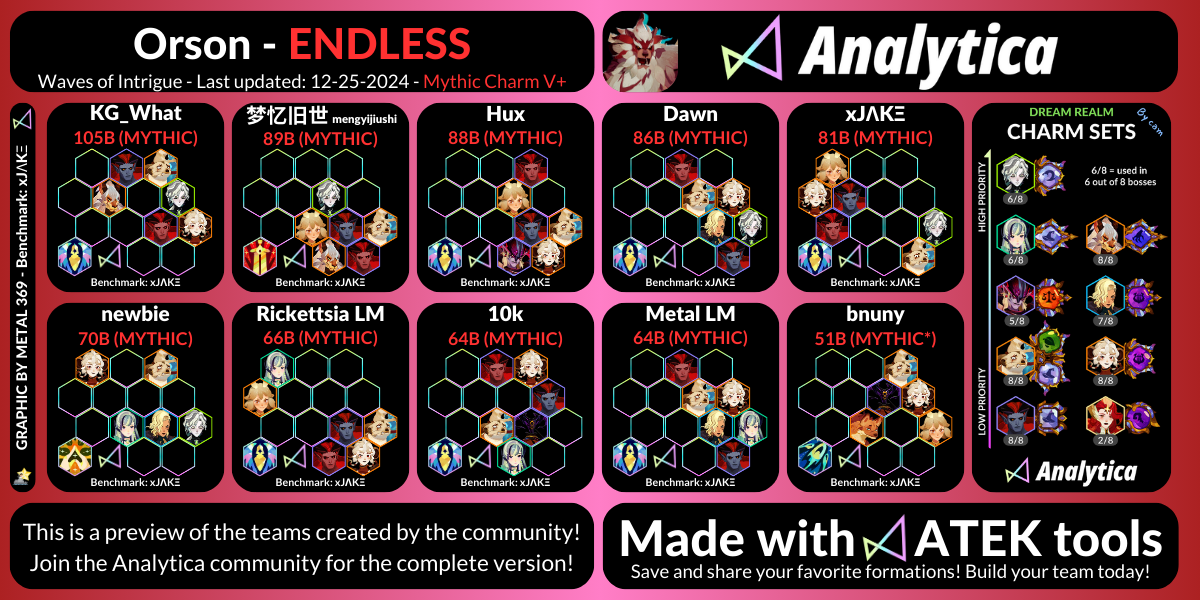 Orson - ENDLESS
Waves of Intrigue - Last updated: 12-25-2024 - Mythic Charm V+
Analytica
GRAPHIC BY METAL 369 - Benchmark: xJΛKΞ
KG_What
105B (MYTHIC)
Benchmark: xJΛKΞ
梦忆旧世 mengyijiushi
89B (MYTHIC)
Benchmark: xJΛKΞ
Hux
88B (MYTHIC)
Benchmark: xJΛKΞ
Dawn
86B (MYTHIC)
Benchmark: xJΛKΞ
xJΛKΞ
81B (MYTHIC)
Benchmark: xJΛKΞ
newbie
70B (MYTHIC)
Benchmark: xJΛKΞ
Rickettsia LM
66B (MYTHIC)
Benchmark: xJΛKΞ
10k
64B (MYTHIC)
Benchmark: xJΛKΞ
Metal LM
64B (MYTHIC)
Benchmark: xJΛKΞ
bnuny
51B (MYTHIC*)
Benchmark: xJΛKΞ
DREAM REALM
CHARM SETS
By cam
HIGH PRIORITY
LOW PRIORITY
6/8 = used in
6 out of 8 bosses
6/8
6/8
8/8
5/8
7/8
8/8
8/8
8/8
2/8
Analytica
This is a preview of the teams created by the community!
Join the Analytica community for the complete version!
Made with ATEK tools
Save and share your favorite formations! Build your team today!